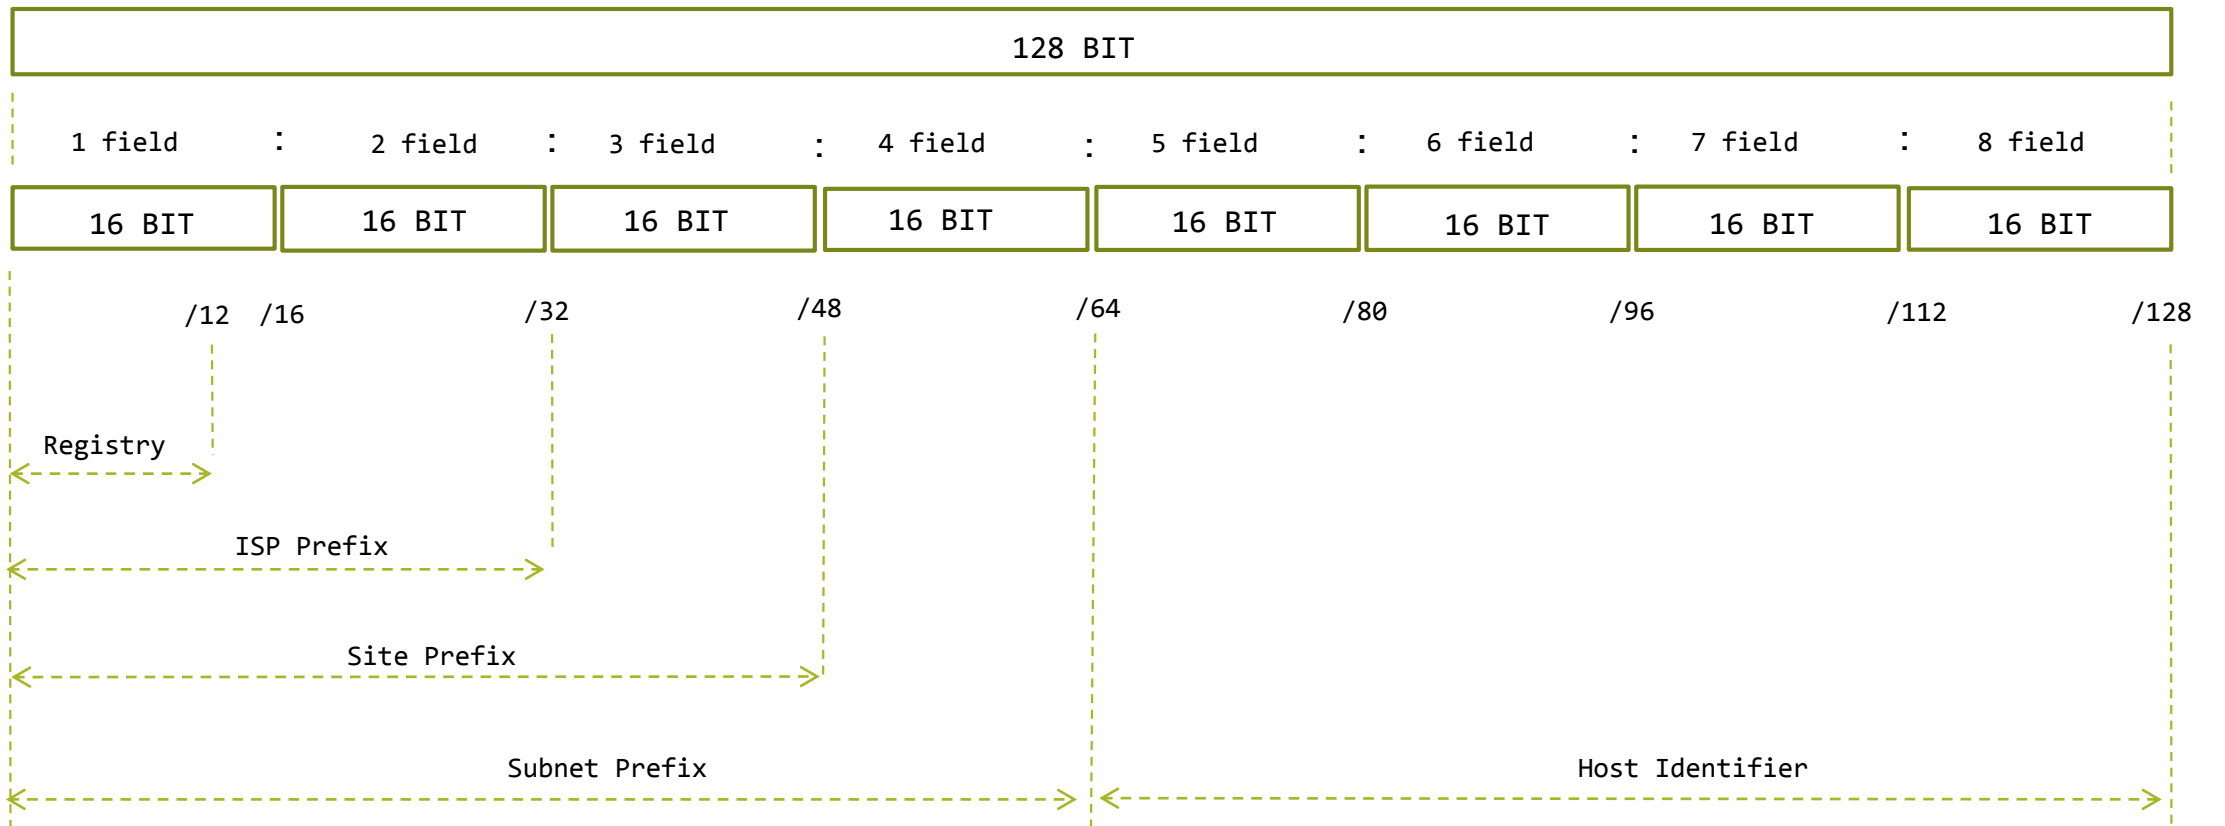 128 BIT
1 field : 2 field : 3 field : 4 field : 5 field : 6 field : 7 field : 8 field
16 BIT 16 BIT 16 BIT 16 BIT 16 BIT 16 BIT 16 BIT 16 BIT
/12 /16 /32 /48 /64 /80 /96 /112 /128
Registry
ISP Prefix
Site Prefix
Subnet Prefix Host Identifier